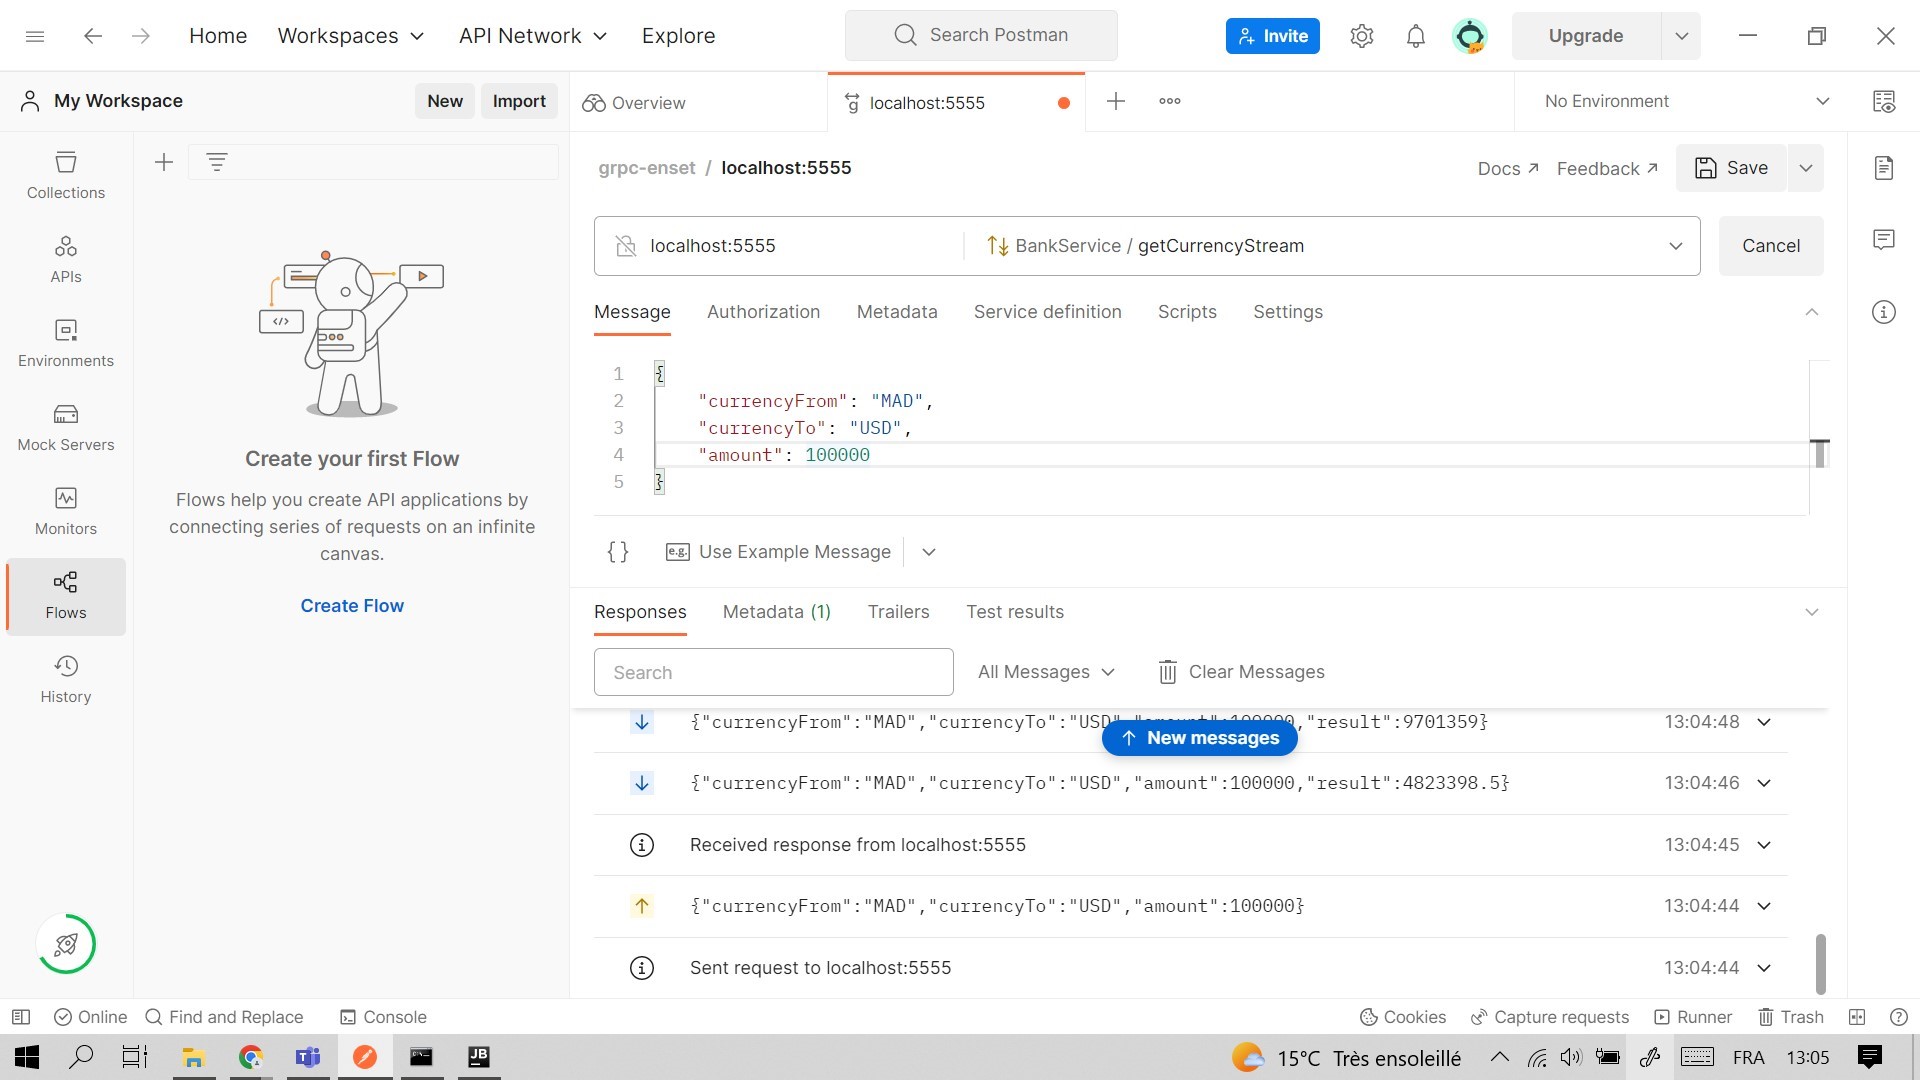 Home Workspaces API Network Explore Search Postman Invite Upgrade
My Workspace New Import Overview localhost:5555 No Environment
Collections
APIs
Environments
Mock Servers
Monitors
Flows
History
</>
Create your first Flow
Flows help you create API applications by
connecting series of requests on an infinite
canvas.
Create Flow
grpc-enset / localhost:5555 Docs Feedback Save
localhost:5555 BankService / getCurrencyStream Cancel
Message Authorization Metadata Service definition Scripts Settings
1 {
2 "currencyFrom": "MAD",
3 "currencyTo": "USD",
4 "amount": 100000
5 }
{} e.g. Use Example Message
Responses Metadata (1) Trailers Test results
Search All Messages Clear Messages
New messages
{"currencyFrom":"MAD","currencyTo":"USD","amount":100000,"result":9701359} 13:04:48
{"currencyFrom":"MAD","currencyTo":"USD","amount":100000,"result":4823398.5} 13:04:46
Received response from localhost:5555 13:04:45
{"currencyFrom":"MAD","currencyTo":"USD","amount":100000} 13:04:44
Sent request to localhost:5555 13:04:44
Online Find and Replace Console Cookies Capture requests Runner Trash
JB 15°C Très ensoleillé FRA 13:05